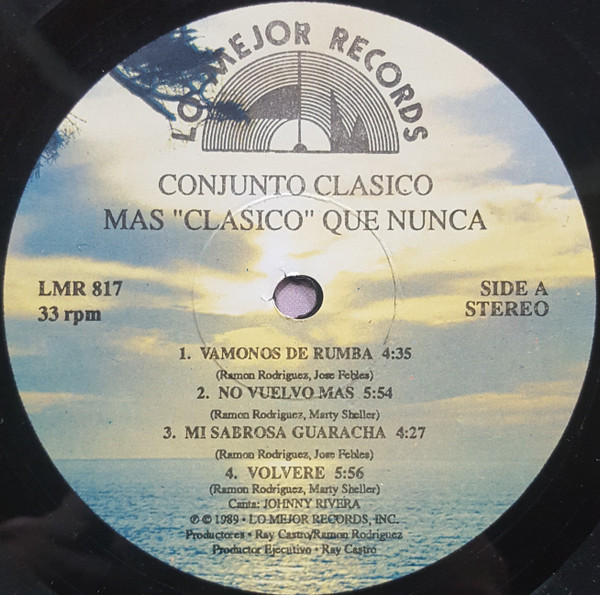 LO MEJOR RECORDS
CONJUNTO CLASICO
MAS "CLASICO" QUE NUNCA
LMR 817
33 rpm
SIDE A
STEREO
1. VAMONOS DE RUMBA 4:35
(Ramon Rodriguez, Jose Febles)
2. NO VUELVO MAS 5:54
(Ramon Rodriguez, Marty Sheller)
3. MI SABROSA GUARACHA 4:27
(Ramon Rodriguez, Jose Febles)
4. VOLVERE 5:56
(Ramon Rodriguez, Marty Sheller)
Canta: JOHNNY RIVERA
℗ © 1989 • LO MEJOR RECORDS, INC.
Productores • Ray Castro/Ramon Rodriguez
Productor Ejecutivo • Ray Castro